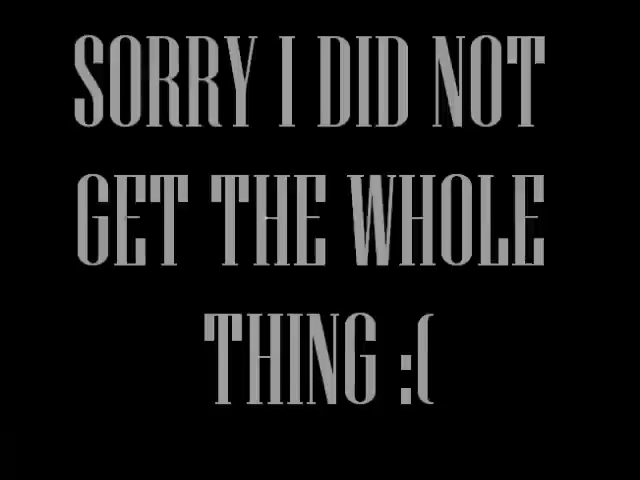 SORRY I DID NOT
GET THE WHOLE
THING :(